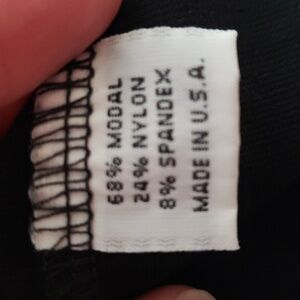 68% MODAL
24% NYLON
8% SPANDEX
MADE IN U.S.A.